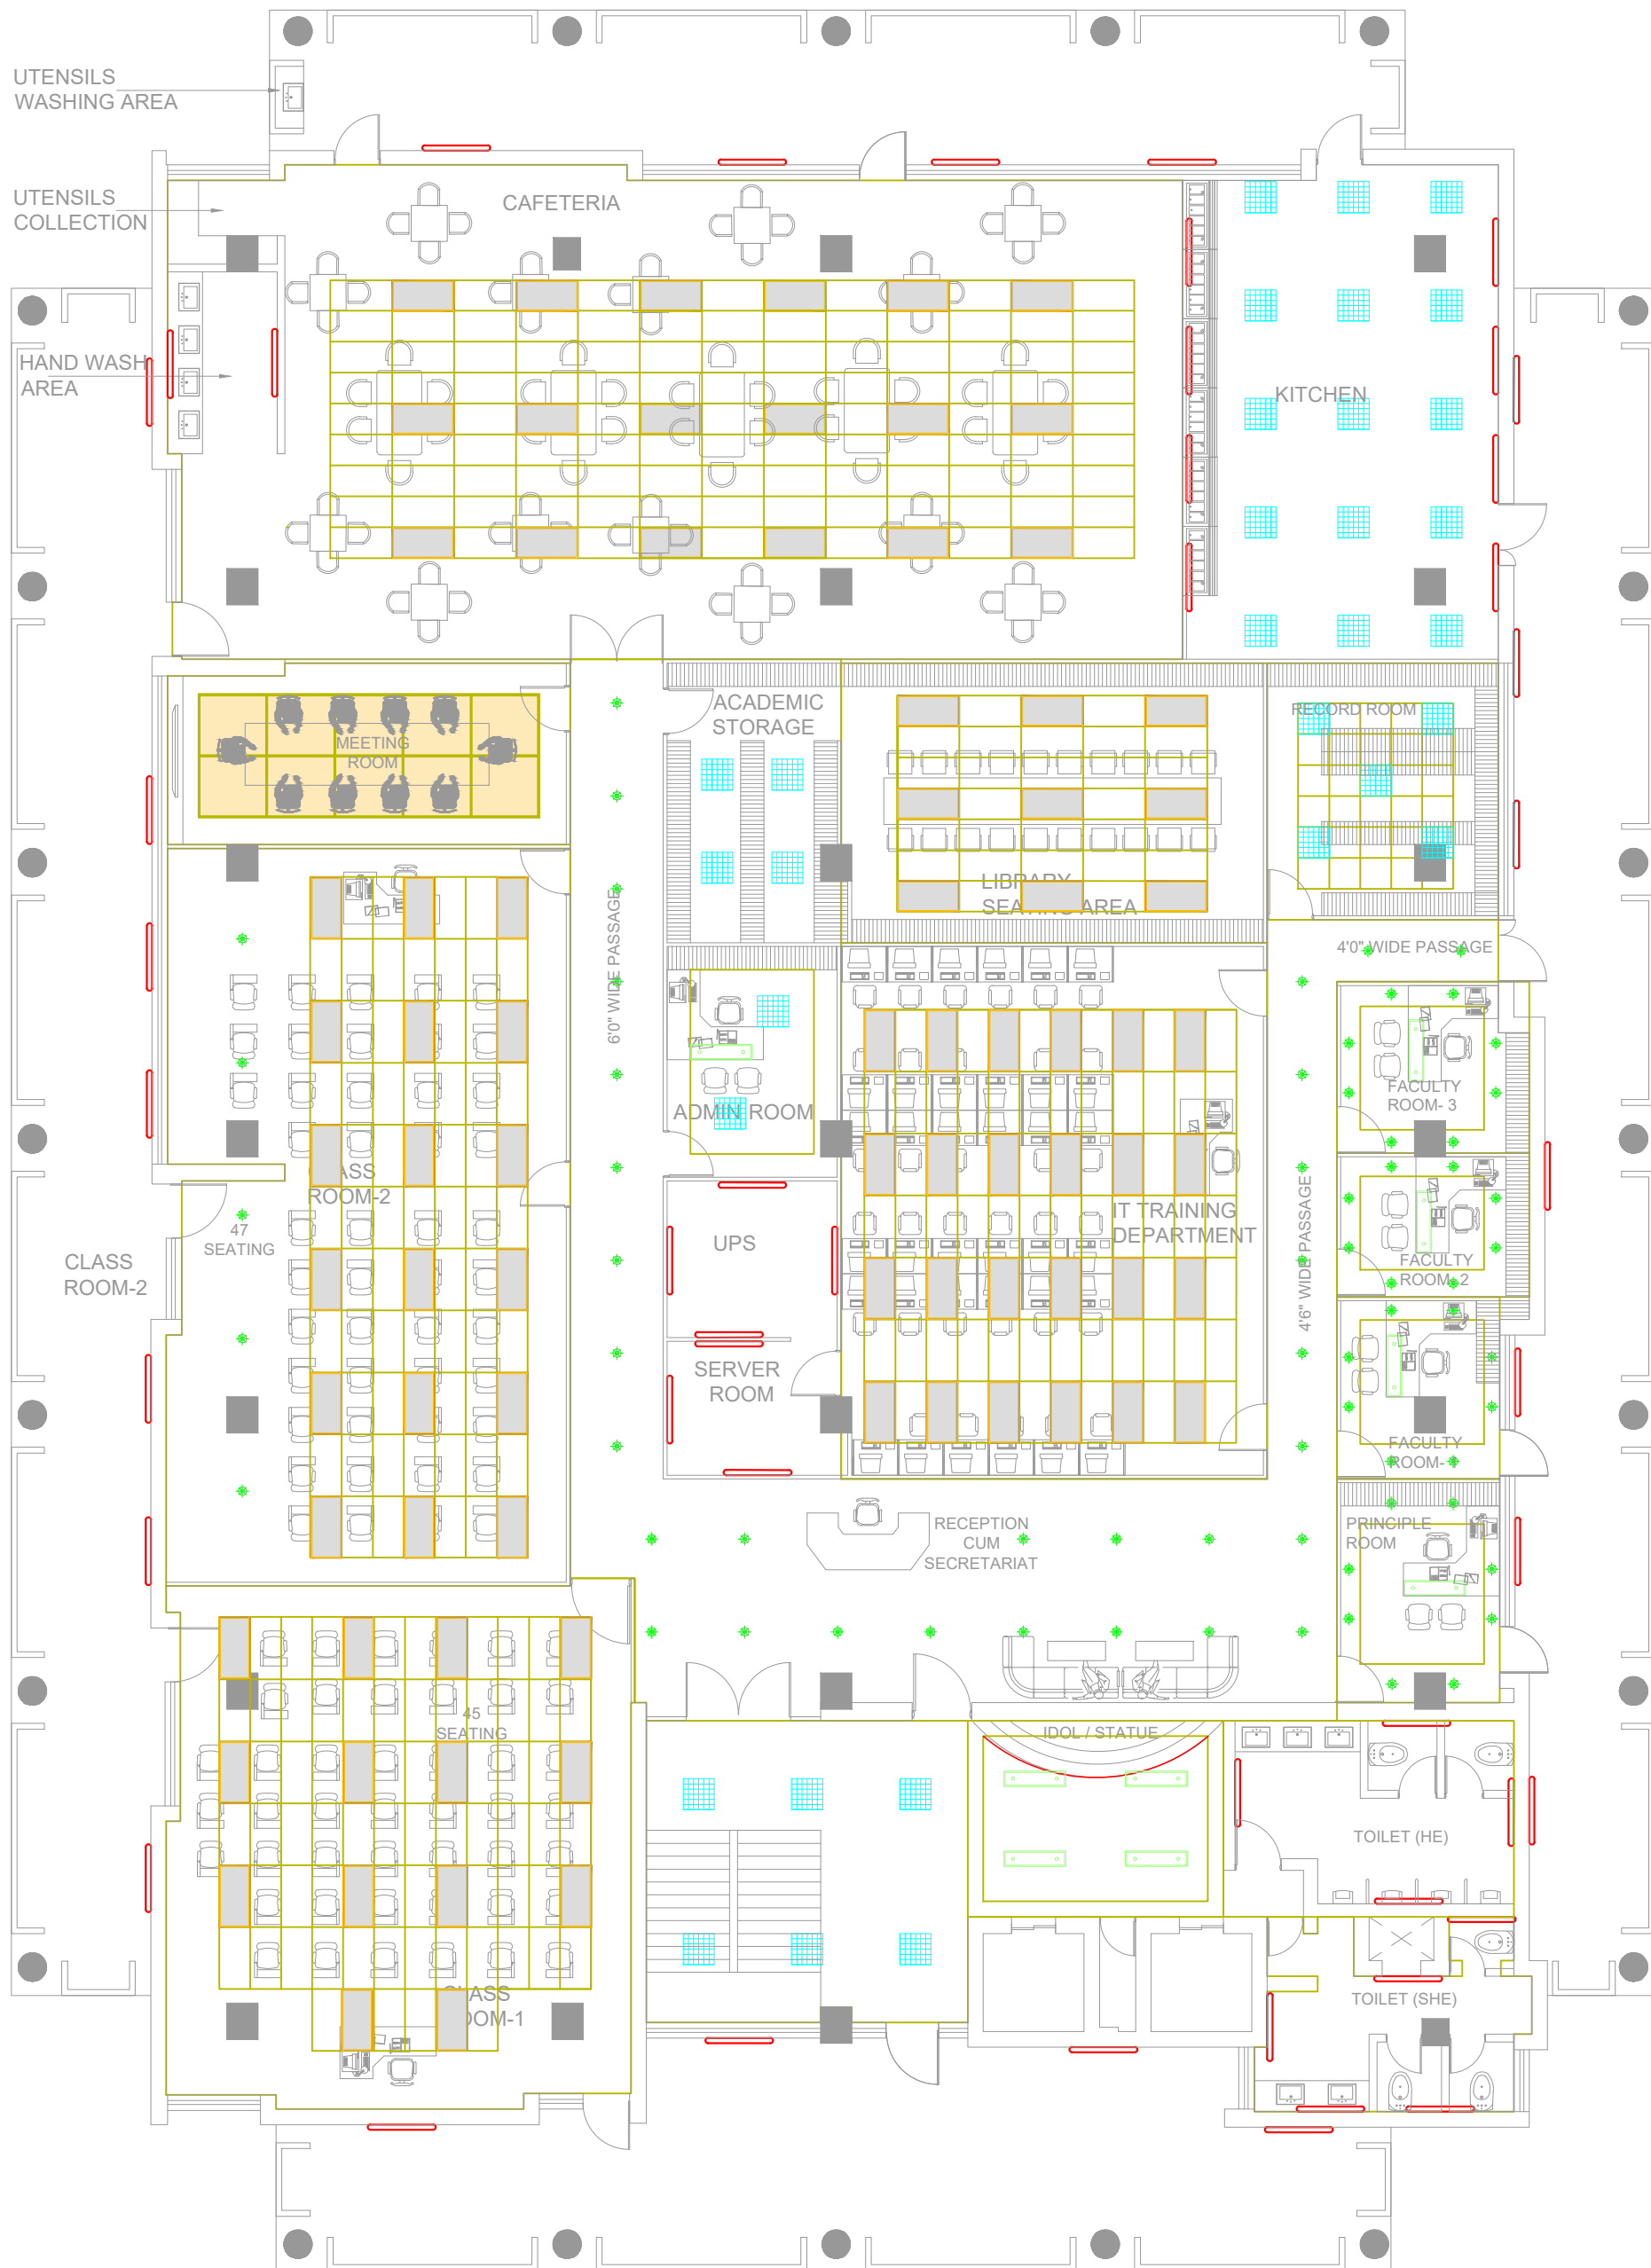 UTENSILS
WASHING AREA
UTENSILS
COLLECTION
CAFETERIA
HAND WASH
AREA
KITCHEN
ACADEMIC
STORAGE
RECORD ROOM
MEETING
ROOM
LIBRARY
SEATING AREA
6'0" WIDE PASSAGE
4'0" WIDE PASSAGE
FACULTY
ROOM- 3
ADMIN ROOM
CLASS
ROOM-2
47
SEATING
CLASS
ROOM-2
UPS
IT TRAINING
DEPARTMENT
4'6" WIDE PASSAGE
FACULTY
ROOM- 2
SERVER
ROOM
FACULTY
ROOM- 1
RECEPTION
CUM
SECRETARIAT
PRINCIPLE
ROOM
45
SEATING
IDOL / STATUE
TOILET (HE)
CLASS
ROOM-1
TOILET (SHE)